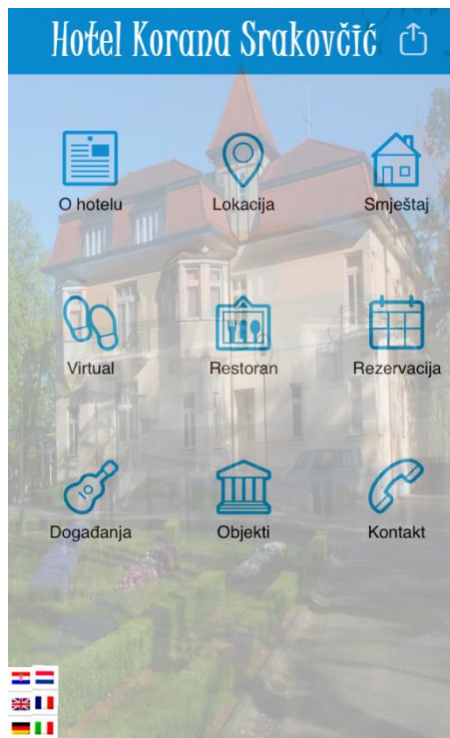 Hotel Korana Srakovčić
O hotelu Lokacija Smještaj
Virtual Restoran Rezervacija
Događanja Objekti Kontakt